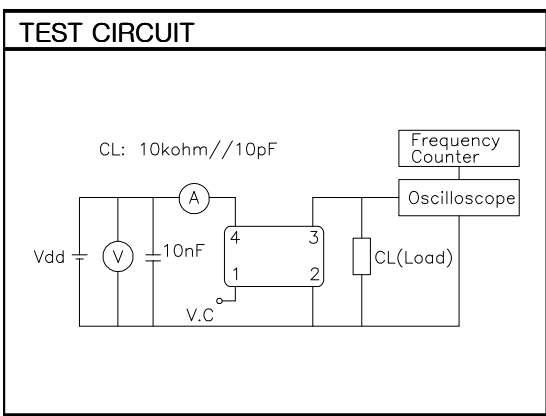 TEST CIRCUIT
CL: 10kohm//10pF
Frequency
Counter
Oscilloscope
A
4
3
Vdd
V
10nF
CL(Load)
1
2
V.C